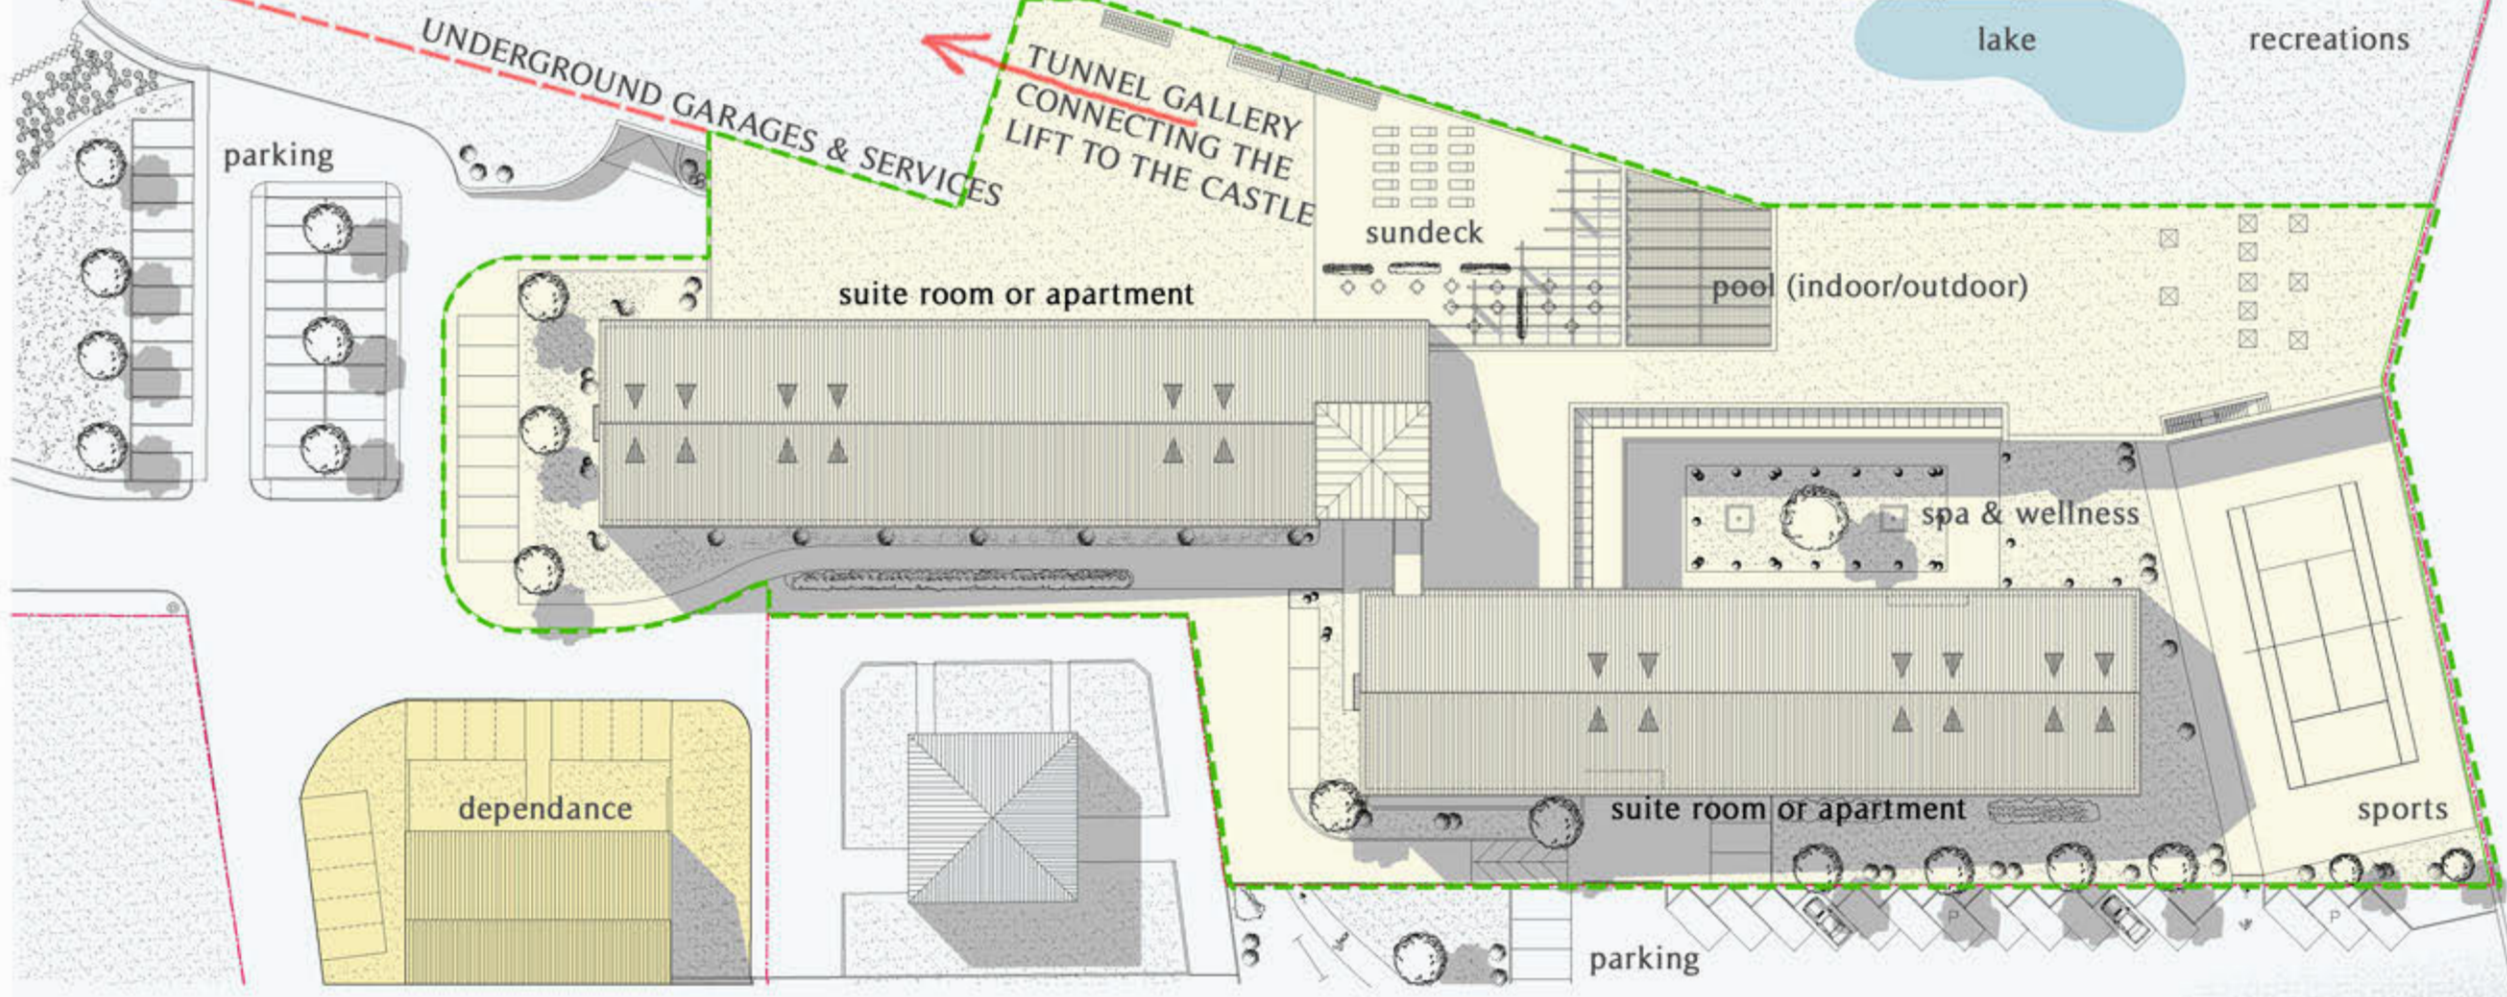 lake
recreations
UNDERGROUND GARAGES & SERVICES
TUNNEL GALLERY
CONNECTING THE
LIFT TO THE CASTLE
parking
sundeck
suite room or apartment
pool (indoor/outdoor)
spa & wellness
dependance
suite room or apartment
sports
P
P
parking